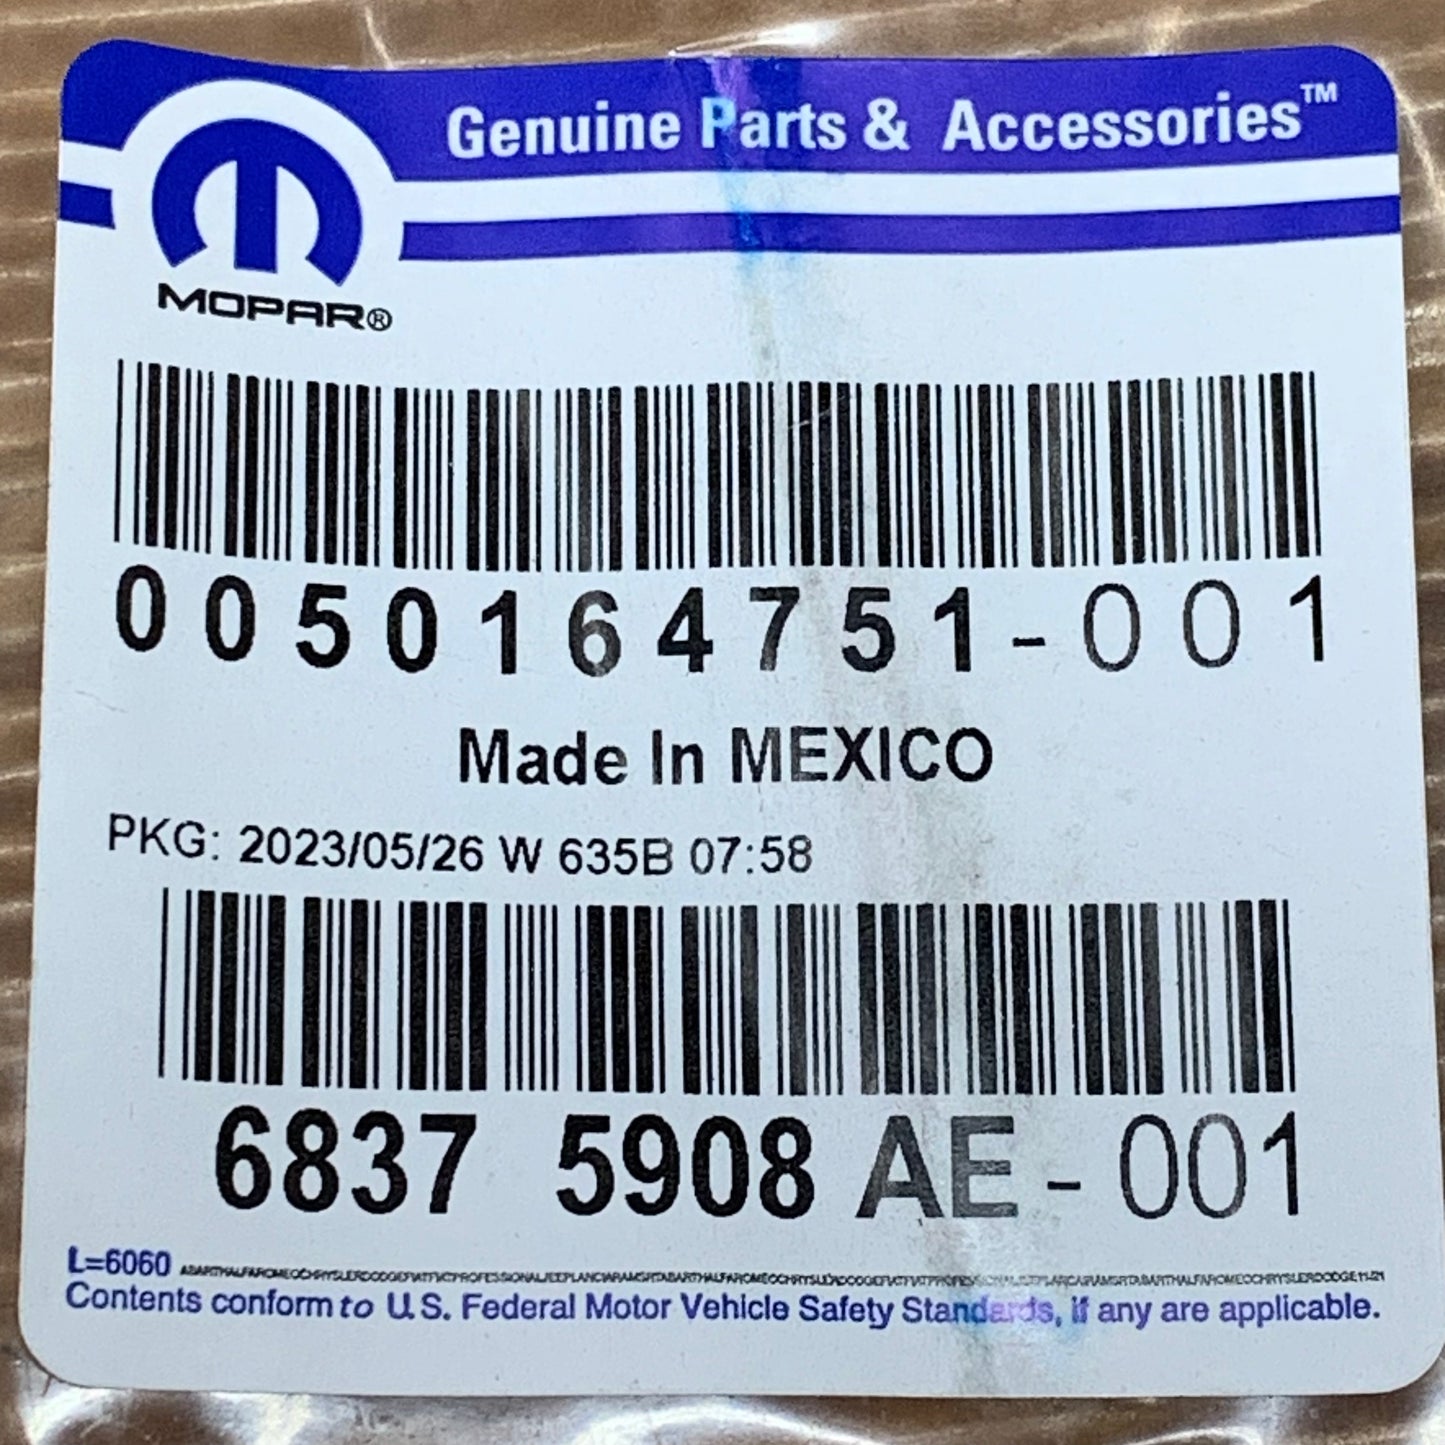 Genuine Parts & Accessories™
MOPAR®
0050164751-001
Made In MEXICO
PKG: 2023/05/26 W 635B 07:58
6837 5908 AE-001
L=6060
Contents conform to U.S. Federal Motor Vehicle Safety Standards, if any are applicable.